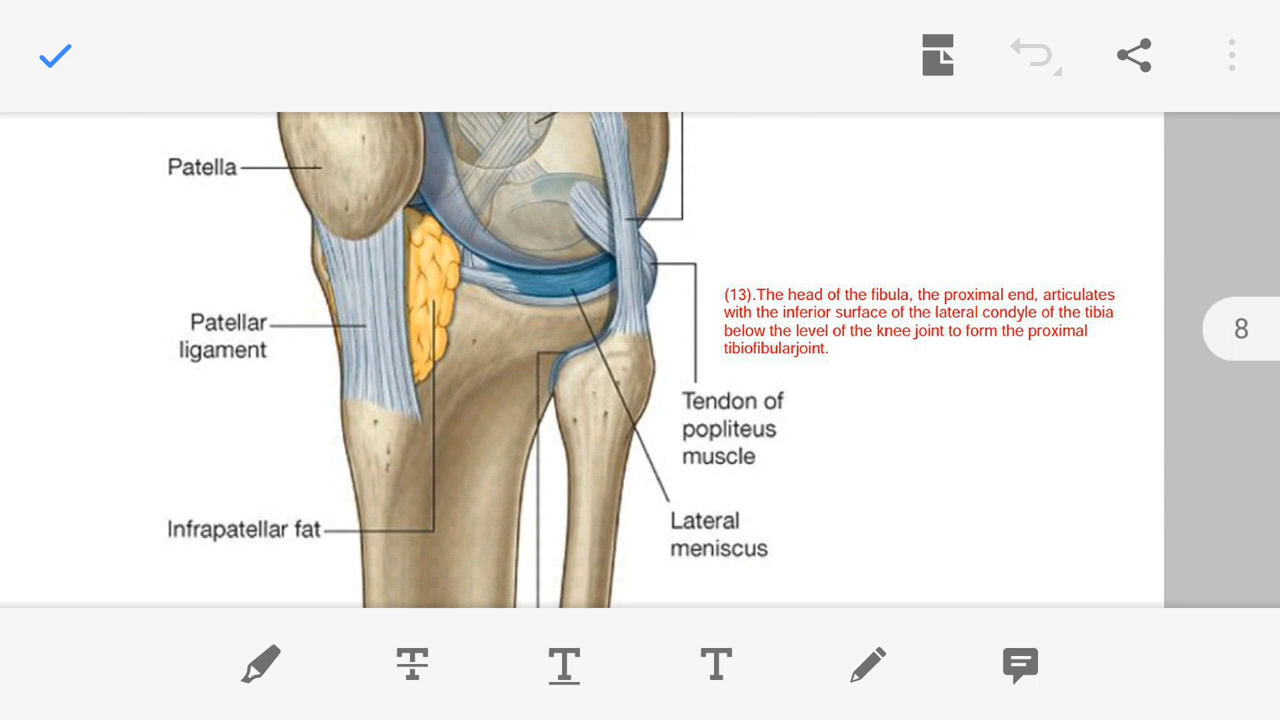 Patella
Patellar
ligament
(13).The head of the fibula, the proximal end, articulates
with the inferior surface of the lateral condyle of the tibia
below the level of the knee joint to form the proximal
tibiofibularjoint.
8
Tendon of
popliteus
muscle
Infrapatellar fat
Lateral
meniscus
T
T
T